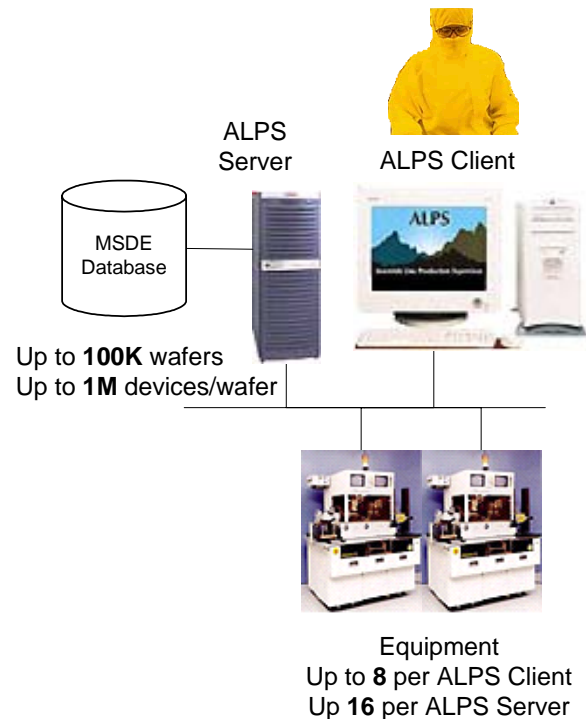 ALPS
Server
ALPS Client
MSDE
Database
ALPS
Up to 100K wafers
Up to 1M devices/wafer
Equipment
Up to 8 per ALPS Client
Up 16 per ALPS Server